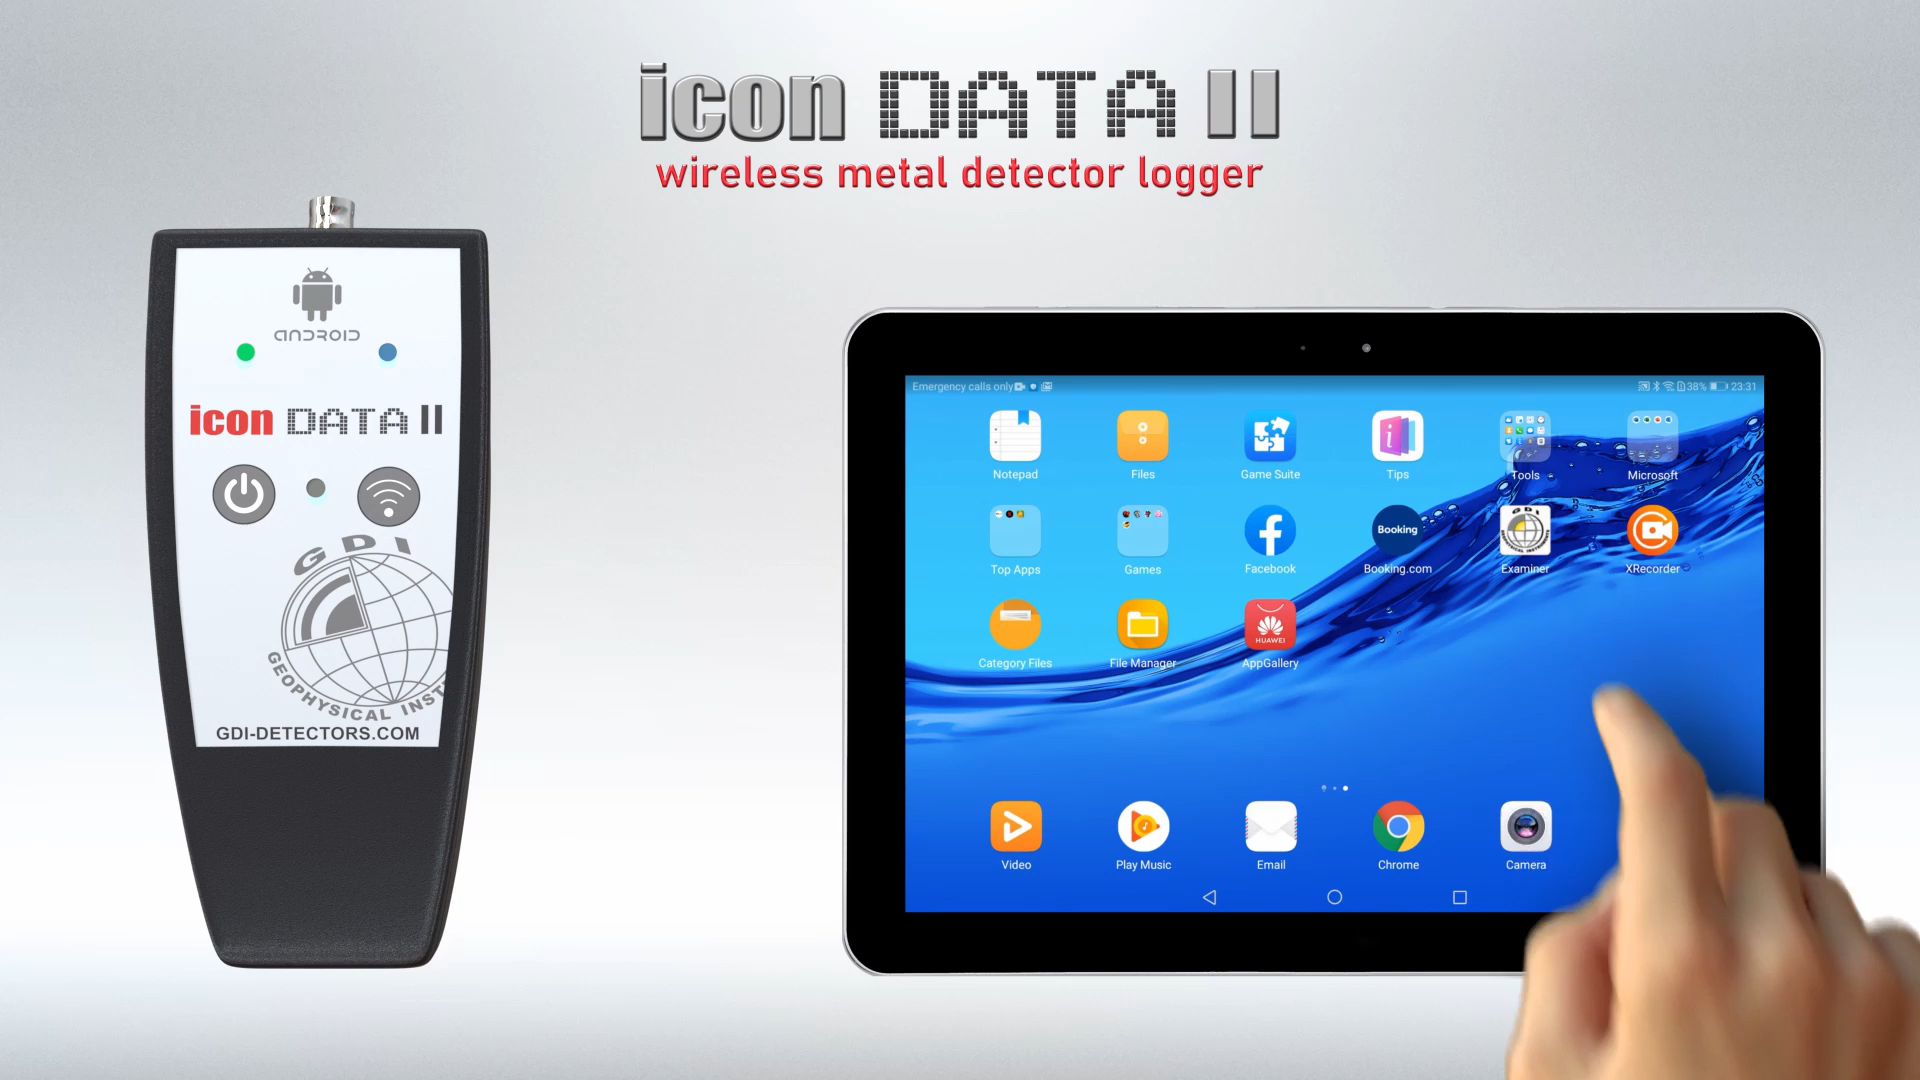 icon DATA II
wireless metal detector logger
ANDROID
icon DATA II
GDI
GEOPHYSICAL INST
GDI-DETECTORS.COM
Emergency calls only
38% 23:31
Notepad Files Game Suite Tips Tools Microsoft
Booking
GDI
Top Apps Games Facebook Booking.com Examiner XRecorder
HUAWEI
Category Files File Manager AppGallery
Video Play Music Email Chrome Camera